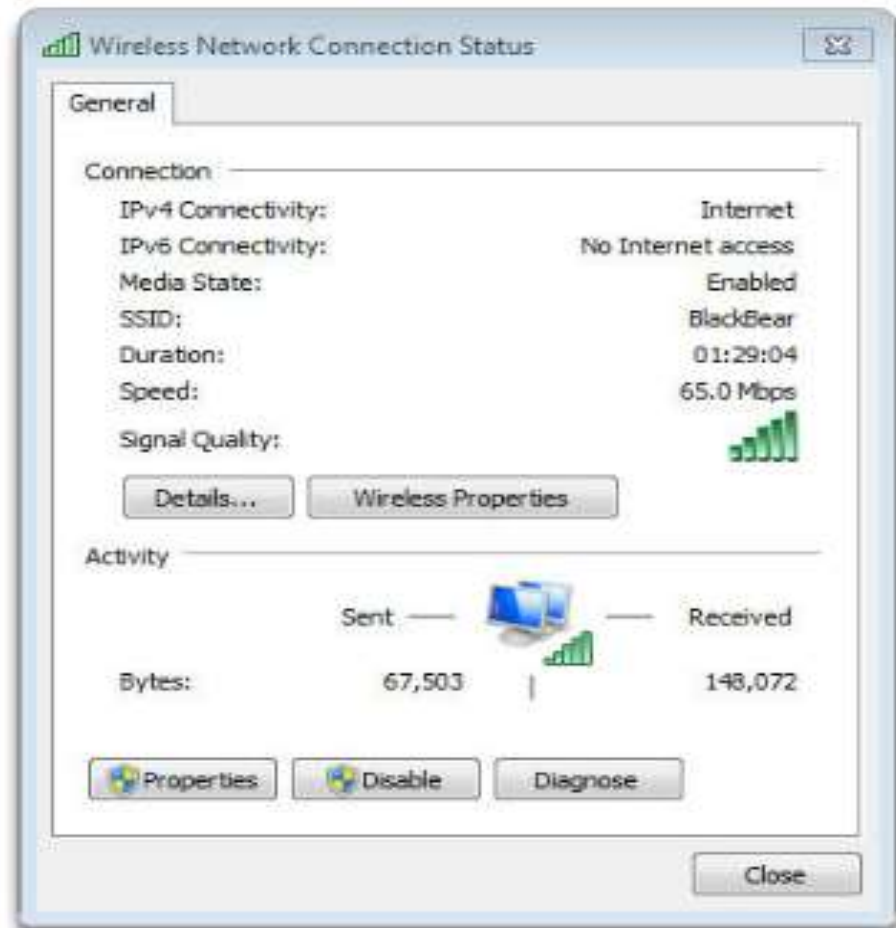 Wireless Network Connection Status
General
Connection
IPv4 Connectivity: Internet
IPv6 Connectivity: No Internet access
Media State: Enabled
SSID: BlackBear
Duration: 01:29:04
Speed: 65.0 Mbps
Signal Quality:
Details... Wireless Properties
Activity
Sent Received
Bytes: 67,503 148,072
Properties Disable Diagnose
Close